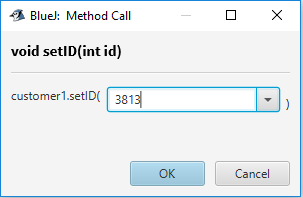 BlueJ: Method Call
void setID(int id)
customer1.setID( 3813 )
OK Cancel